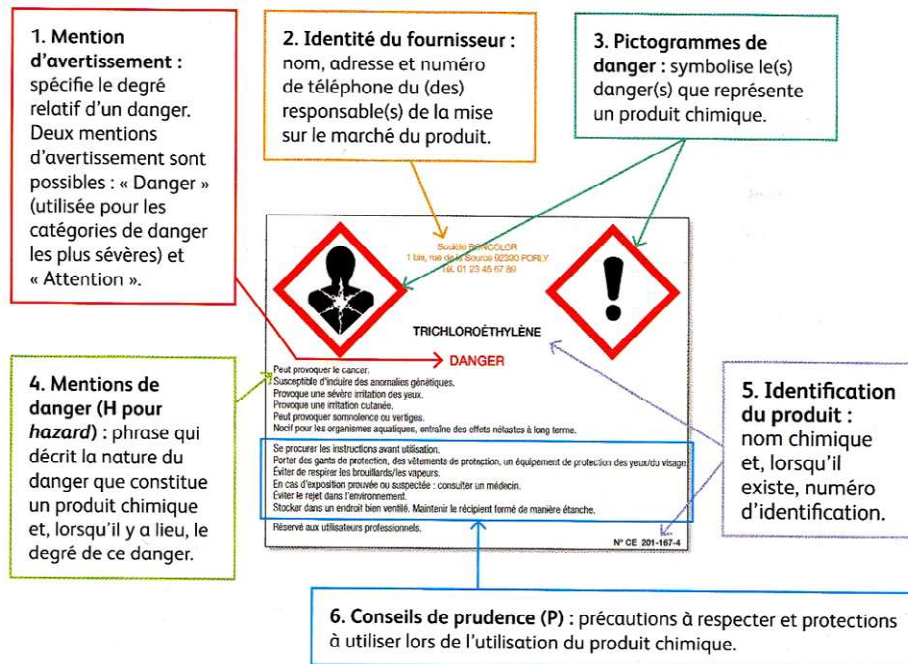 1. Mention
d'avertissement :
spécifie le degré
relatif d'un danger.
Deux mentions
d'avertissement sont
possibles : « Danger »
(utilisée pour les
catégories de danger
les plus sévères) et
« Attention ».
2. Identité du fournisseur :
nom, adresse et numéro
de téléphone du (des)
responsable(s) de la mise
sur le marché du produit.
3. Pictogrammes de
danger : symbolise le(s)
danger(s) que représente
un produit chimique.
Société BONCOLOR
1 bis, rue de la Source 92390 PORLY
Tél. 01 23 45 67 89
TRICHLOROÉTHYLÈNE
DANGER
Peut provoquer le cancer.
Susceptible d'induire des anomalies génétiques.
Provoque une sévère irritation des yeux.
Provoque une irritation cutanée.
Peut provoquer somnolence ou vertiges.
Nocif pour les organismes aquatiques, entraîne des effets néfastes à long terme.
Se procurer les instructions avant utilisation.
Porter des gants de protection, des vêtements de protection, un équipement de protection des yeux/du visage
Éviter de respirer les brouillards/les vapeurs.
En cas d'exposition prouvée ou suspectée : consulter un médecin.
Éviter le rejet dans l'environnement.
Stocker dans un endroit bien ventilé. Maintenir le récipient fermé de manière étanche.
Réservé aux utilisateurs professionnels.
N° CE 201-167-4
4. Mentions de
danger (H pour
hazard) : phrase qui
décrit la nature du
danger que constitue
un produit chimique
et, lorsqu'il y a lieu, le
degré de ce danger.
5. Identification
du produit :
nom chimique
et, lorsqu'il
existe, numéro
d'identification.
6. Conseils de prudence (P) : précautions à respecter et protections
à utiliser lors de l'utilisation du produit chimique.